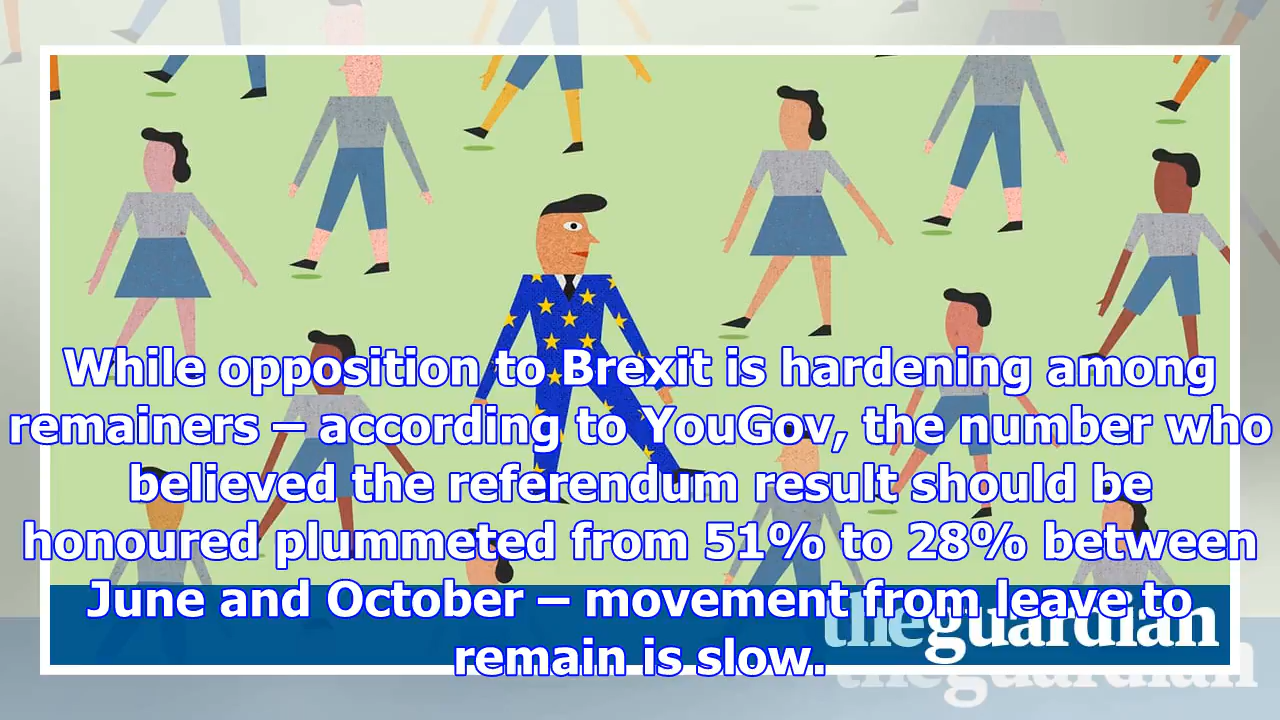 While opposition to Brexit is hardening among
remainers – according to YouGov, the number who
believed the referendum result should be
honoured plummeted from 51% to 28% between
June and October – movement from leave to
remain is slow.
theguardian
theguardian